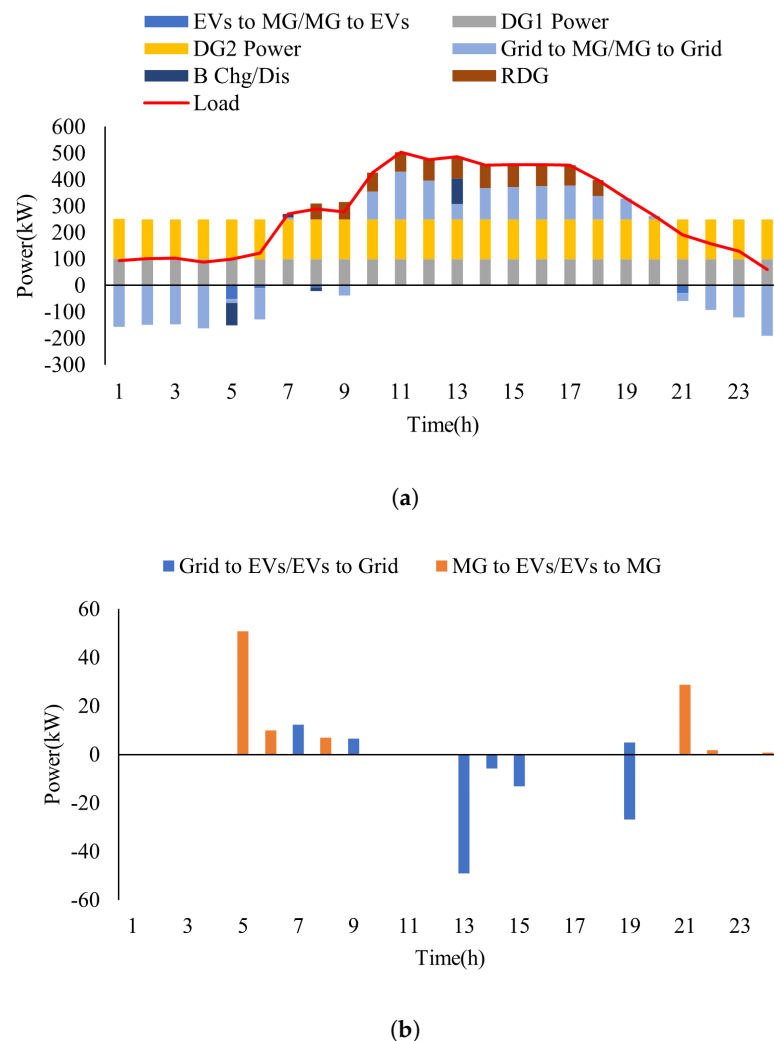 EVs to MG/MG to EVs DG1 Power
DG2 Power Grid to MG/MG to Grid
B Chg/Dis RDG
Load
600
500
400
300
200
100
0
-100
-200
-300
Power(kW)
1 3 5 7 9 11 13 15 17 19 21 23
Time(h)
(a)
Grid to EVs/EVs to Grid MG to EVs/EVs to MG
60
40
20
0
-20
-40
-60
Power(kW)
1 3 5 7 9 11 13 15 17 19 21 23
Time(h)
(b)